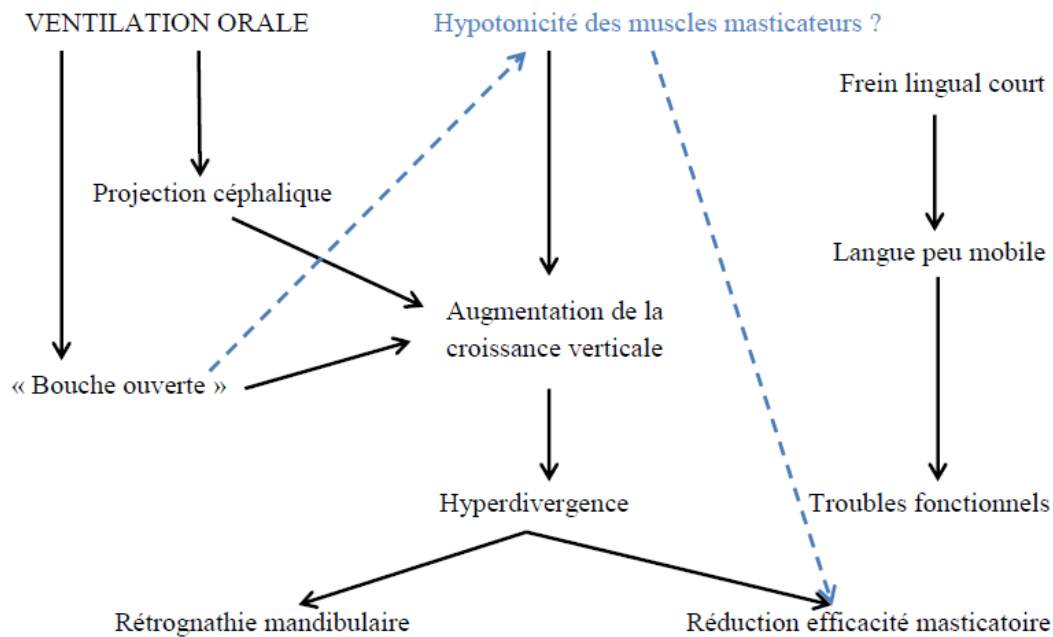 VENTILATION ORALE
Hypotonicité des muscles masticateurs ?
Frein lingual court
Projection céphalique
Langue peu mobile
Augmentation de la
croissance verticale
« Bouche ouverte »
Hyperdivergence
Troubles fonctionnels
Rétrognathie mandibulaire
Réduction efficacité masticatoire